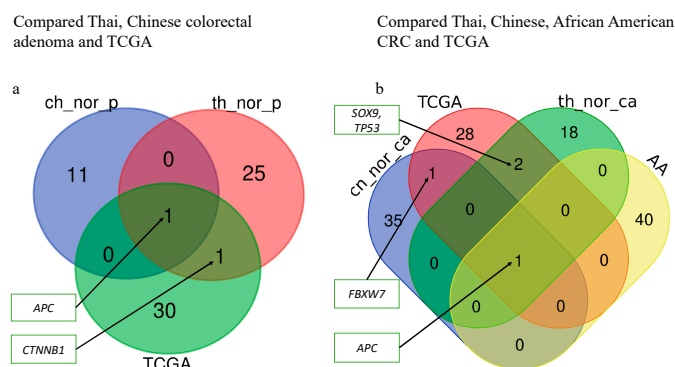 Compared Thai, Chinese colorectal
adenoma and TCGA
Compared Thai, Chinese, African American
CRC and TCGA
a
ch_nor_p
th_nor_p
11
0
25
1
0
1
30
APC
CTNNB1
TCGA
b
TCGA
th_nor_ca
SOX9,
TP53
cn_nor_ca
AA
28
18
1
2
0
35
0
0
40
0
1
0
FBXW7
0
0
APC
0